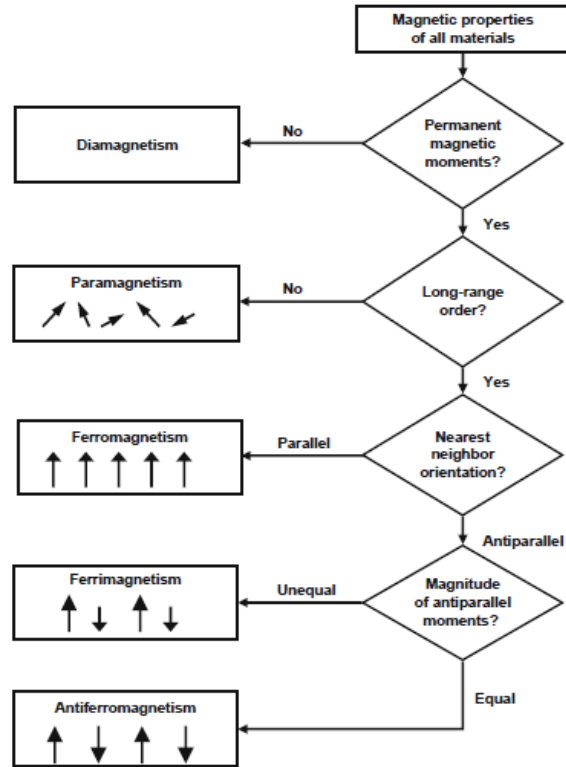 Magnetic properties
of all materials
Permanent
magnetic
moments?
No
Diamagnetism
Yes
Long-range
order?
No
Paramagnetism
Yes
Nearest
neighbor
orientation?
Parallel
Ferromagnetism
Antiparallel
Magnitude
of antiparallel
moments?
Unequal
Ferrimagnetism
Equal
Antiferromagnetism